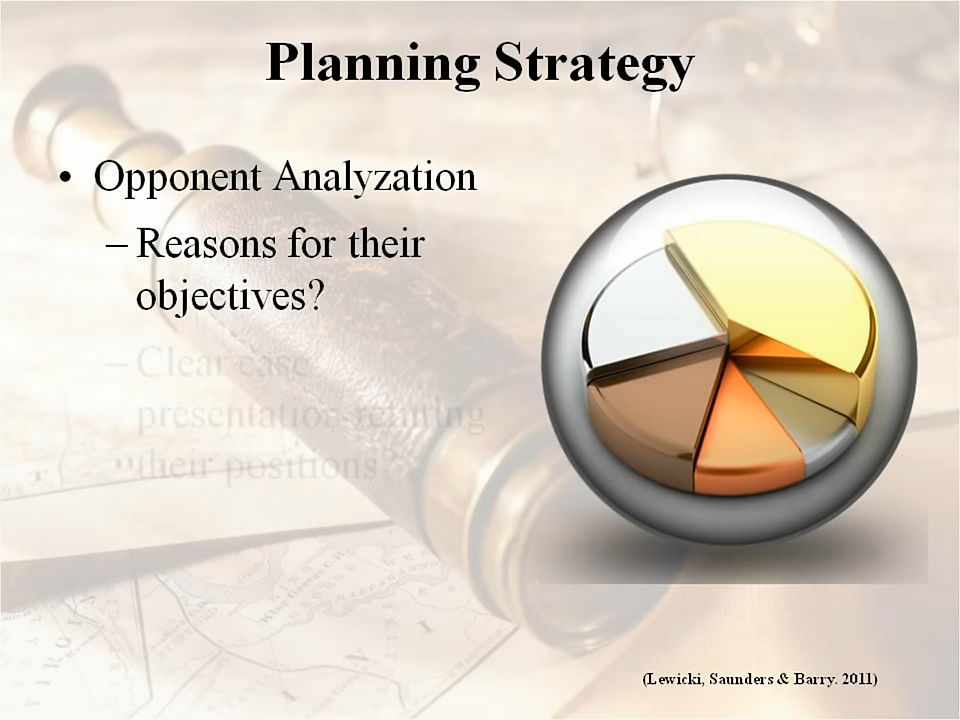 Planning Strategy
• Opponent Analyzation
– Reasons for their
objectives?
– Clear case
presentation refuting
their positions?
(Lewicki, Saunders & Barry. 2011)